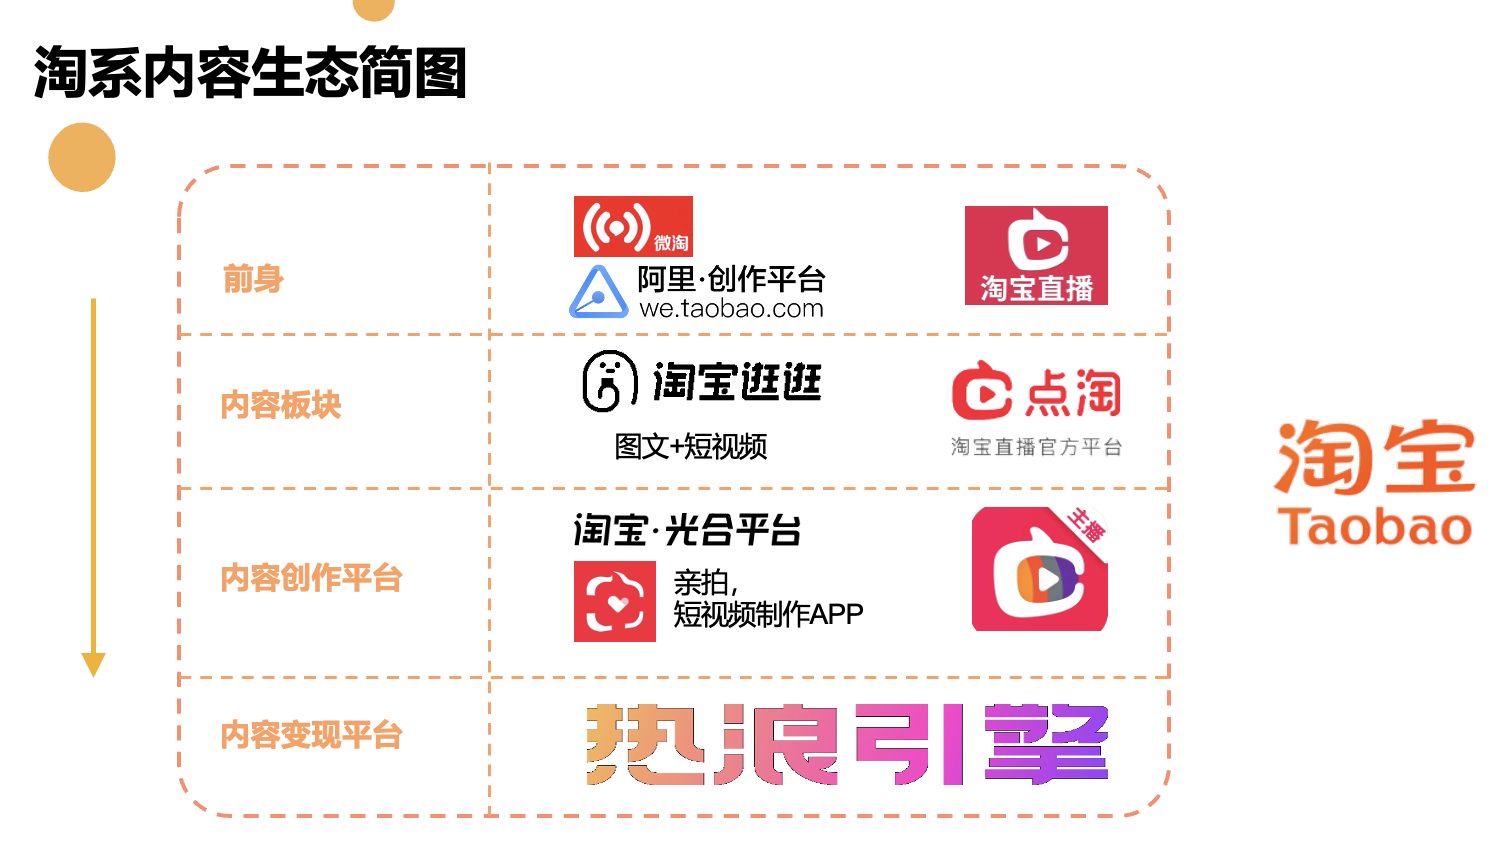 淘系内容生态简图
前身
微淘
阿里·创作平台
we.taobao.com
淘宝直播
内容板块
淘宝逛逛
图文+短视频
点淘
淘宝直播官方平台
内容创作平台
淘宝·光合平台
亲拍，
短视频制作APP
主播
内容变现平台
热浪引擎
淘宝
Taobao